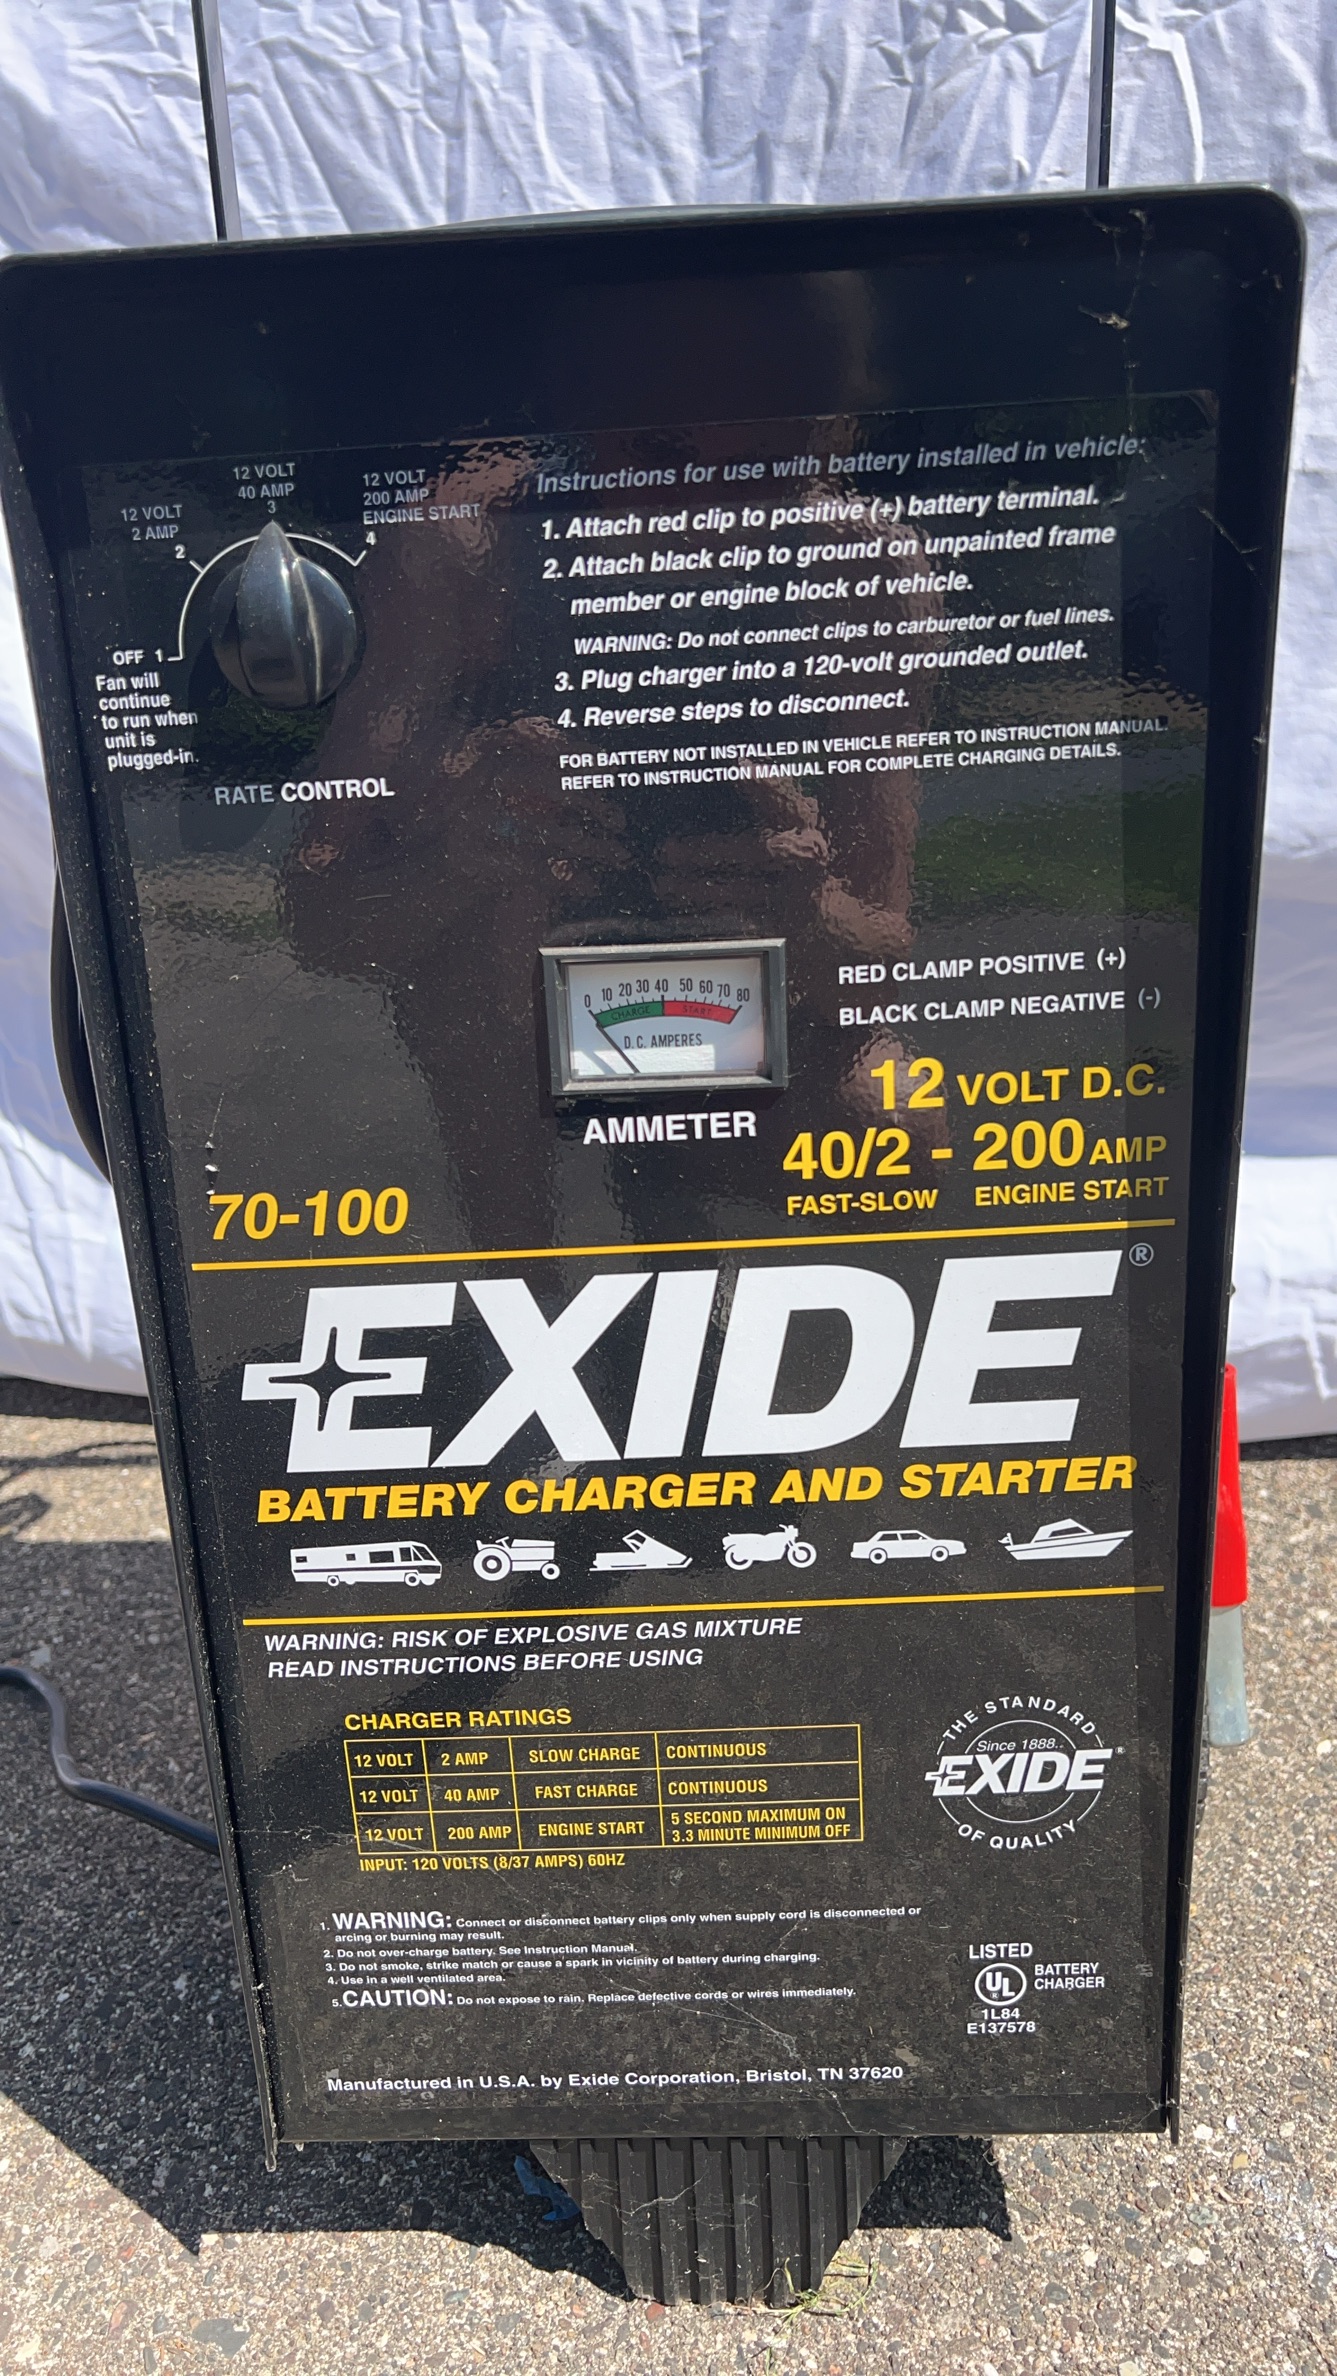 12 VOLT
2 AMP
2
12 VOLT
40 AMP
3
12 VOLT
200 AMP
ENGINE START
4
OFF 1
Fan will
continue
to run when
unit is
plugged-in.
RATE CONTROL
Instructions for use with battery installed in vehicle:
1. Attach red clip to positive (+) battery terminal.
2. Attach black clip to ground on unpainted frame
member or engine block of vehicle.
WARNING: Do not connect clips to carburetor or fuel lines.
3. Plug charger into a 120-volt grounded outlet.
4. Reverse steps to disconnect.
FOR BATTERY NOT INSTALLED IN VEHICLE REFER TO INSTRUCTION MANUAL.
REFER TO INSTRUCTION MANUAL FOR COMPLETE CHARGING DETAILS.
0 10 20 30 40 50 60 70 80
CHARGE START
D.C. AMPERES
AMMETER
RED CLAMP POSITIVE (+)
BLACK CLAMP NEGATIVE (-)
12 VOLT D.C.
40/2 - 200 AMP
FAST-SLOW ENGINE START
70-100
EXIDE®
BATTERY CHARGER AND STARTER
WARNING: RISK OF EXPLOSIVE GAS MIXTURE
READ INSTRUCTIONS BEFORE USING
CHARGER RATINGS
12 VOLT 2 AMP SLOW CHARGE CONTINUOUS
12 VOLT 40 AMP FAST CHARGE CONTINUOUS
12 VOLT 200 AMP ENGINE START 5 SECOND MAXIMUM ON
3.3 MINUTE MINIMUM OFF
INPUT: 120 VOLTS (8/37 AMPS) 60HZ
THE STANDARD
Since 1888..
EXIDE®
OF QUALITY
1. WARNING: Connect or disconnect battery clips only when supply cord is disconnected or
arcing or burning may result.
2. Do not over-charge battery. See Instruction Manual.
3. Do not smoke, strike match or cause a spark in vicinity of battery during charging.
4. Use in a well ventilated area.
5. CAUTION: Do not expose to rain. Replace defective cords or wires immediately.
LISTED
UL®
BATTERY
CHARGER
1L84
E137578
Manufactured in U.S.A. by Exide Corporation, Bristol, TN 37620